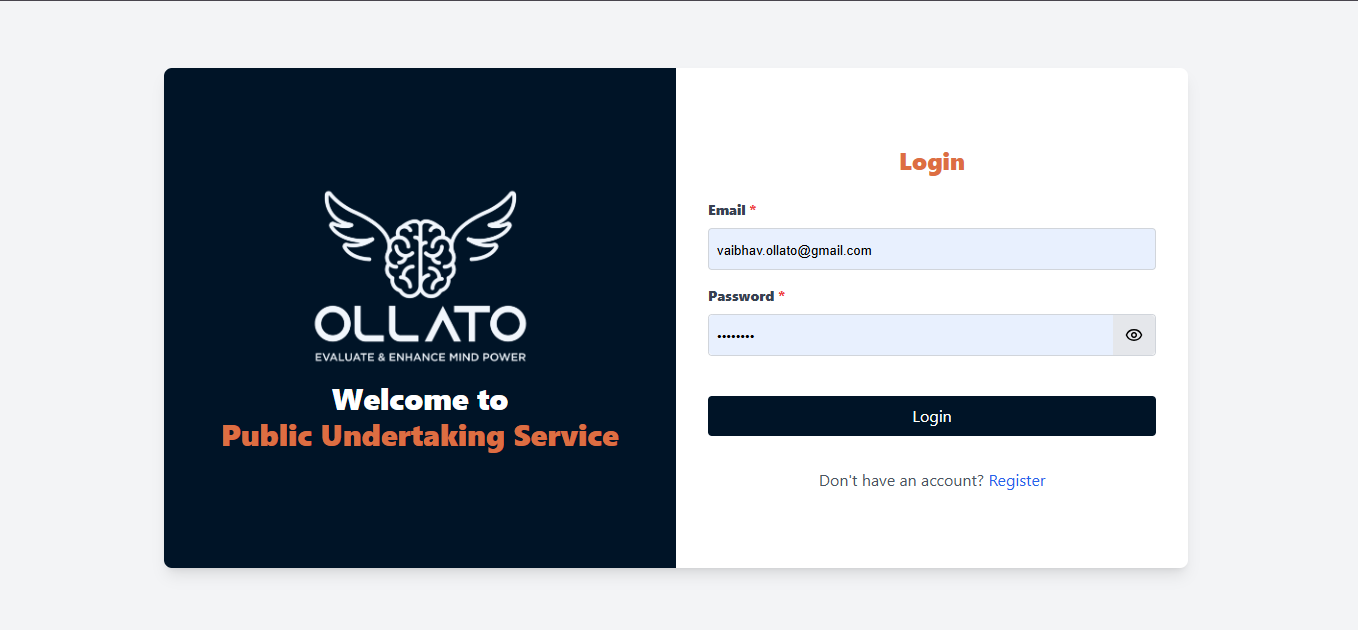 OLLATO
EVALUATE & ENHANCE MIND POWER
Welcome to
Public Undertaking Service
Login
Email *
vaibhav.ollato@gmail.com
Password *
••••••••
Login
Don't have an account? Register